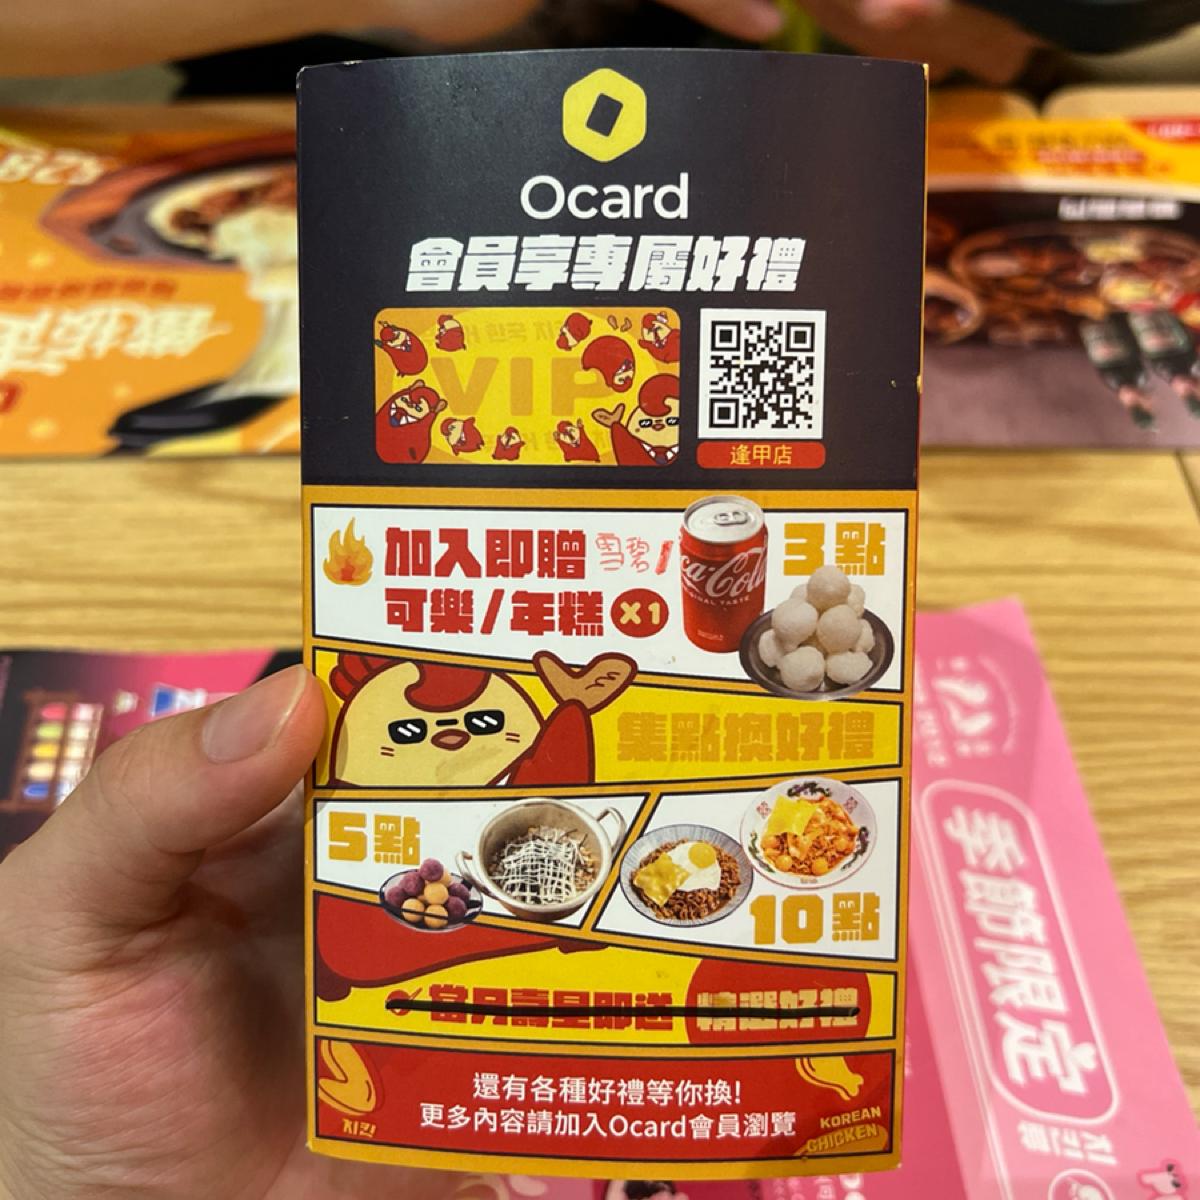 Ocard
會員享專屬好禮
VIP
逢甲店
加入即贈 雪碧/
可樂/年糕 X1
Coca-Cola
ORIGINAL TASTE
3點
集點換好禮
5點
10點
當月壽星即送 精選好禮
還有各種好禮等你換!
更多內容請加入Ocard會員瀏覽
치킨
KOREAN
CHICKEN
季節限定